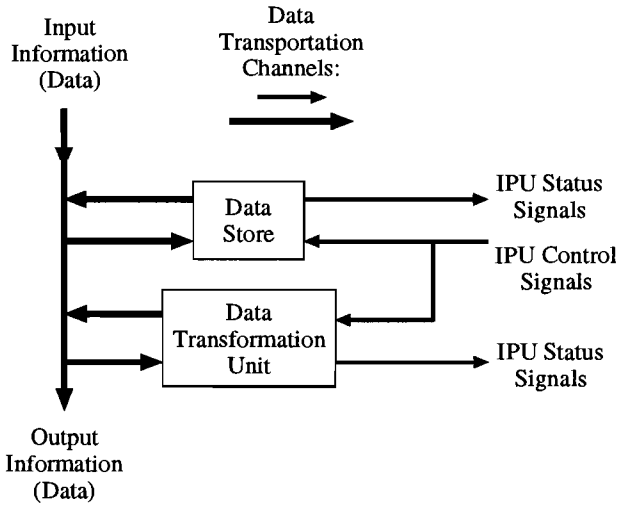 Input
Information
(Data)
Data
Transportation
Channels:
Data
Store
IPU Status
Signals
IPU Control
Signals
Data
Transformation
Unit
IPU Status
Signals
Output
Information
(Data)